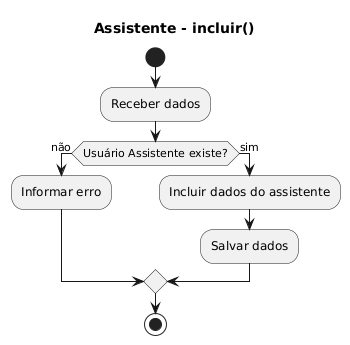 Assistente - incluir()
Receber dados
Usuário Assistente existe?
não
sim
Informar erro
Incluir dados do assistente
Salvar dados